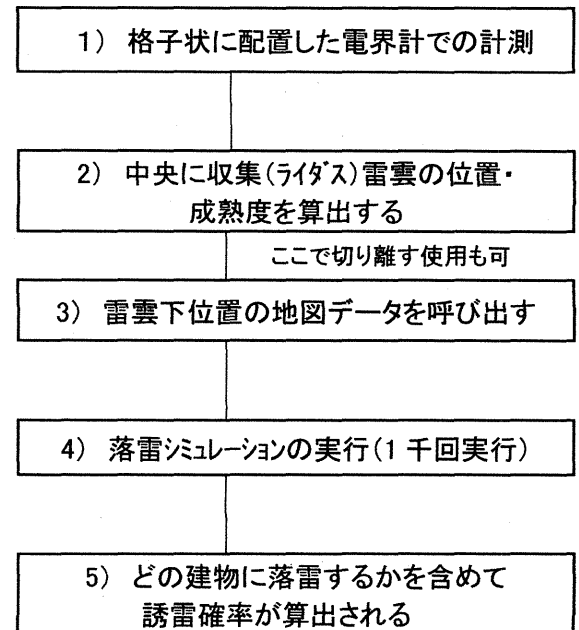 1) 格子状に配置した電界計での計測
2) 中央に収集(ﾗｲﾀﾞｽ)雷雲の位置・
成熟度を算出する
ここで切り離す使用も可
3) 雷雲下位置の地図データを呼び出す
4) 落雷ｼﾐｭﾚｰｼｮﾝの実行(1千回実行)
5) どの建物に落雷するかを含めて
誘雷確率が算出される